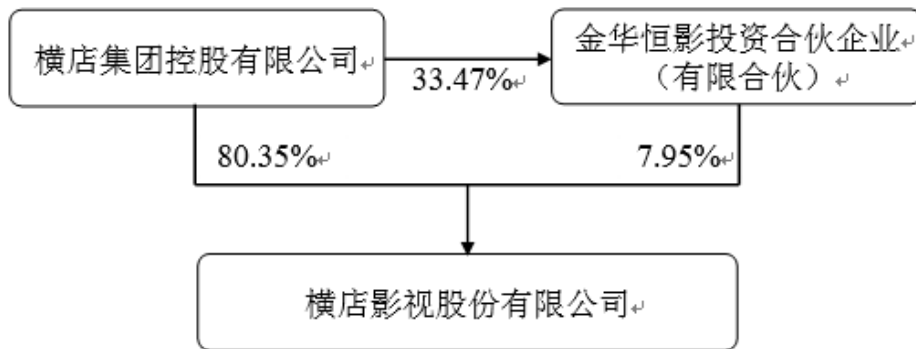 横店集团控股有限公司↵
金华恒影投资合伙企业
（有限合伙）↵
33.47%↵
80.35%↵
7.95%↵
横店影视股份有限公司↵